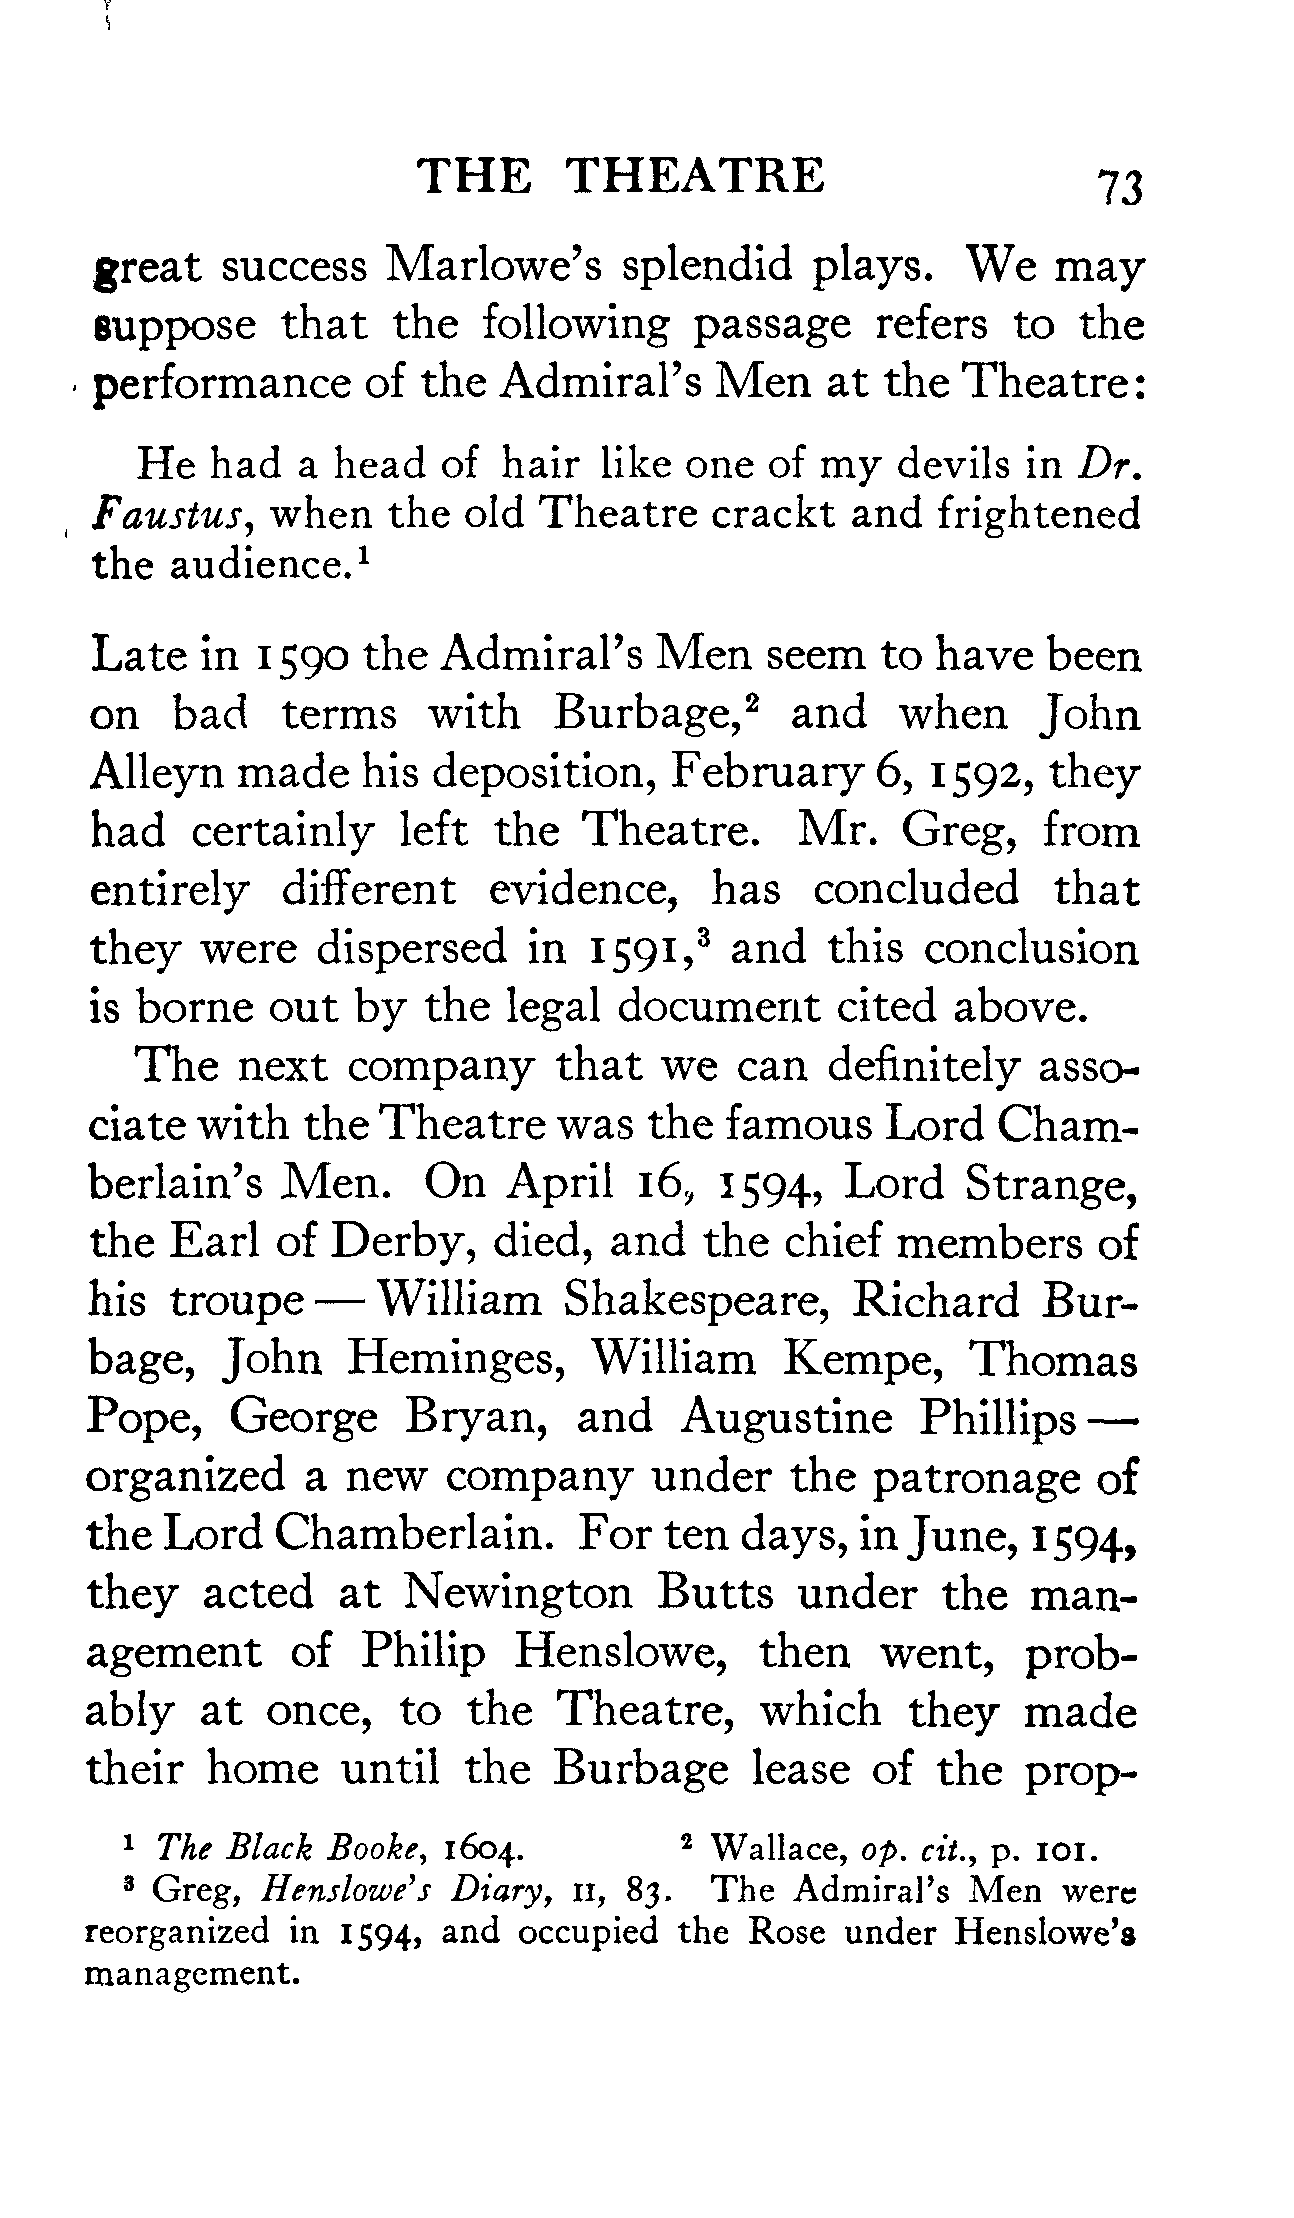 THE THEATRE 73
great success Marlowe's splendid plays. We may
suppose that the following passage refers to the
performance of the Admiral's Men at the Theatre:
He had a head of hair like one of my devils in Dr.
Faustus, when the old Theatre crackt and frightened
the audience.¹
Late in 1590 the Admiral's Men seem to have been
on bad terms with Burbage,² and when John
Alleyn made his deposition, February 6, 1592, they
had certainly left the Theatre. Mr. Greg, from
entirely different evidence, has concluded that
they were dispersed in 1591,³ and this conclusion
is borne out by the legal document cited above.
The next company that we can definitely asso-
ciate with the Theatre was the famous Lord Cham-
berlain's Men. On April 16, 1594, Lord Strange,
the Earl of Derby, died, and the chief members of
his troupe — William Shakespeare, Richard Bur-
bage, John Heminges, William Kempe, Thomas
Pope, George Bryan, and Augustine Phillips —
organized a new company under the patronage of
the Lord Chamberlain. For ten days, in June, 1594,
they acted at Newington Butts under the man-
agement of Philip Henslowe, then went, prob-
ably at once, to the Theatre, which they made
their home until the Burbage lease of the prop-
¹ The Black Booke, 1604. ² Wallace, op. cit., p. 101.
³ Greg, Henslowe's Diary, II, 83. The Admiral's Men were
reorganized in 1594, and occupied the Rose under Henslowe's
management.